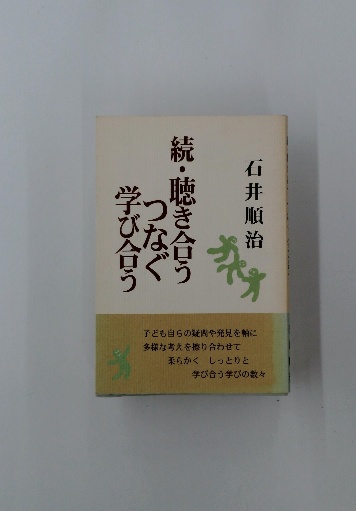 石井順治
続・聴き合う
つなぐ
学び合う
子ども自らの疑問や発見を軸に
多様な考えを擦り合わせて
柔らかく しっとりと
学び合う学びの数々